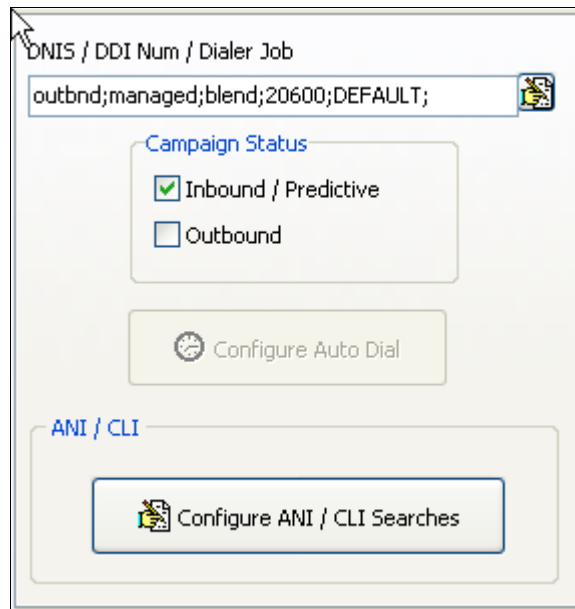 DNIS / DDI Num / Dialer Job
outbnd;managed;blend;20600;DEFAULT;
Campaign Status
Inbound / Predictive
Outbound
Configure Auto Dial
ANI / CLI
Configure ANI / CLI Searches